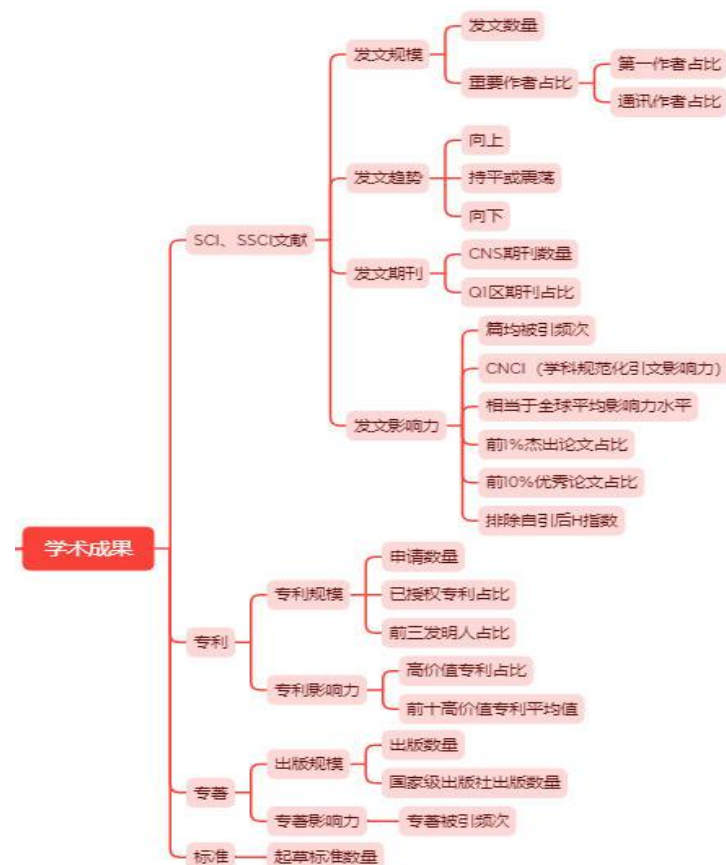 发文数量
发文规模
第一作者占比
重要作者占比
通讯作者占比
向上
发文趋势
持平或震荡
向下
SCI、SSCI文献
CNS期刊数量
发文期刊
Q1区期刊占比
篇均被引频次
CNCI（学科规范化引文影响力）
相当于全球平均影响力水平
发文影响力
前1%杰出论文占比
前10%优秀论文占比
排除自引后H指数
学术成果
申请数量
专利规模
已授权专利占比
前三发明人占比
专利
高价值专利占比
专利影响力
前十高价值专利平均值
出版数量
出版规模
国家级出版社出版数量
专著
专著影响力
专著被引频次
标准
起草标准数量